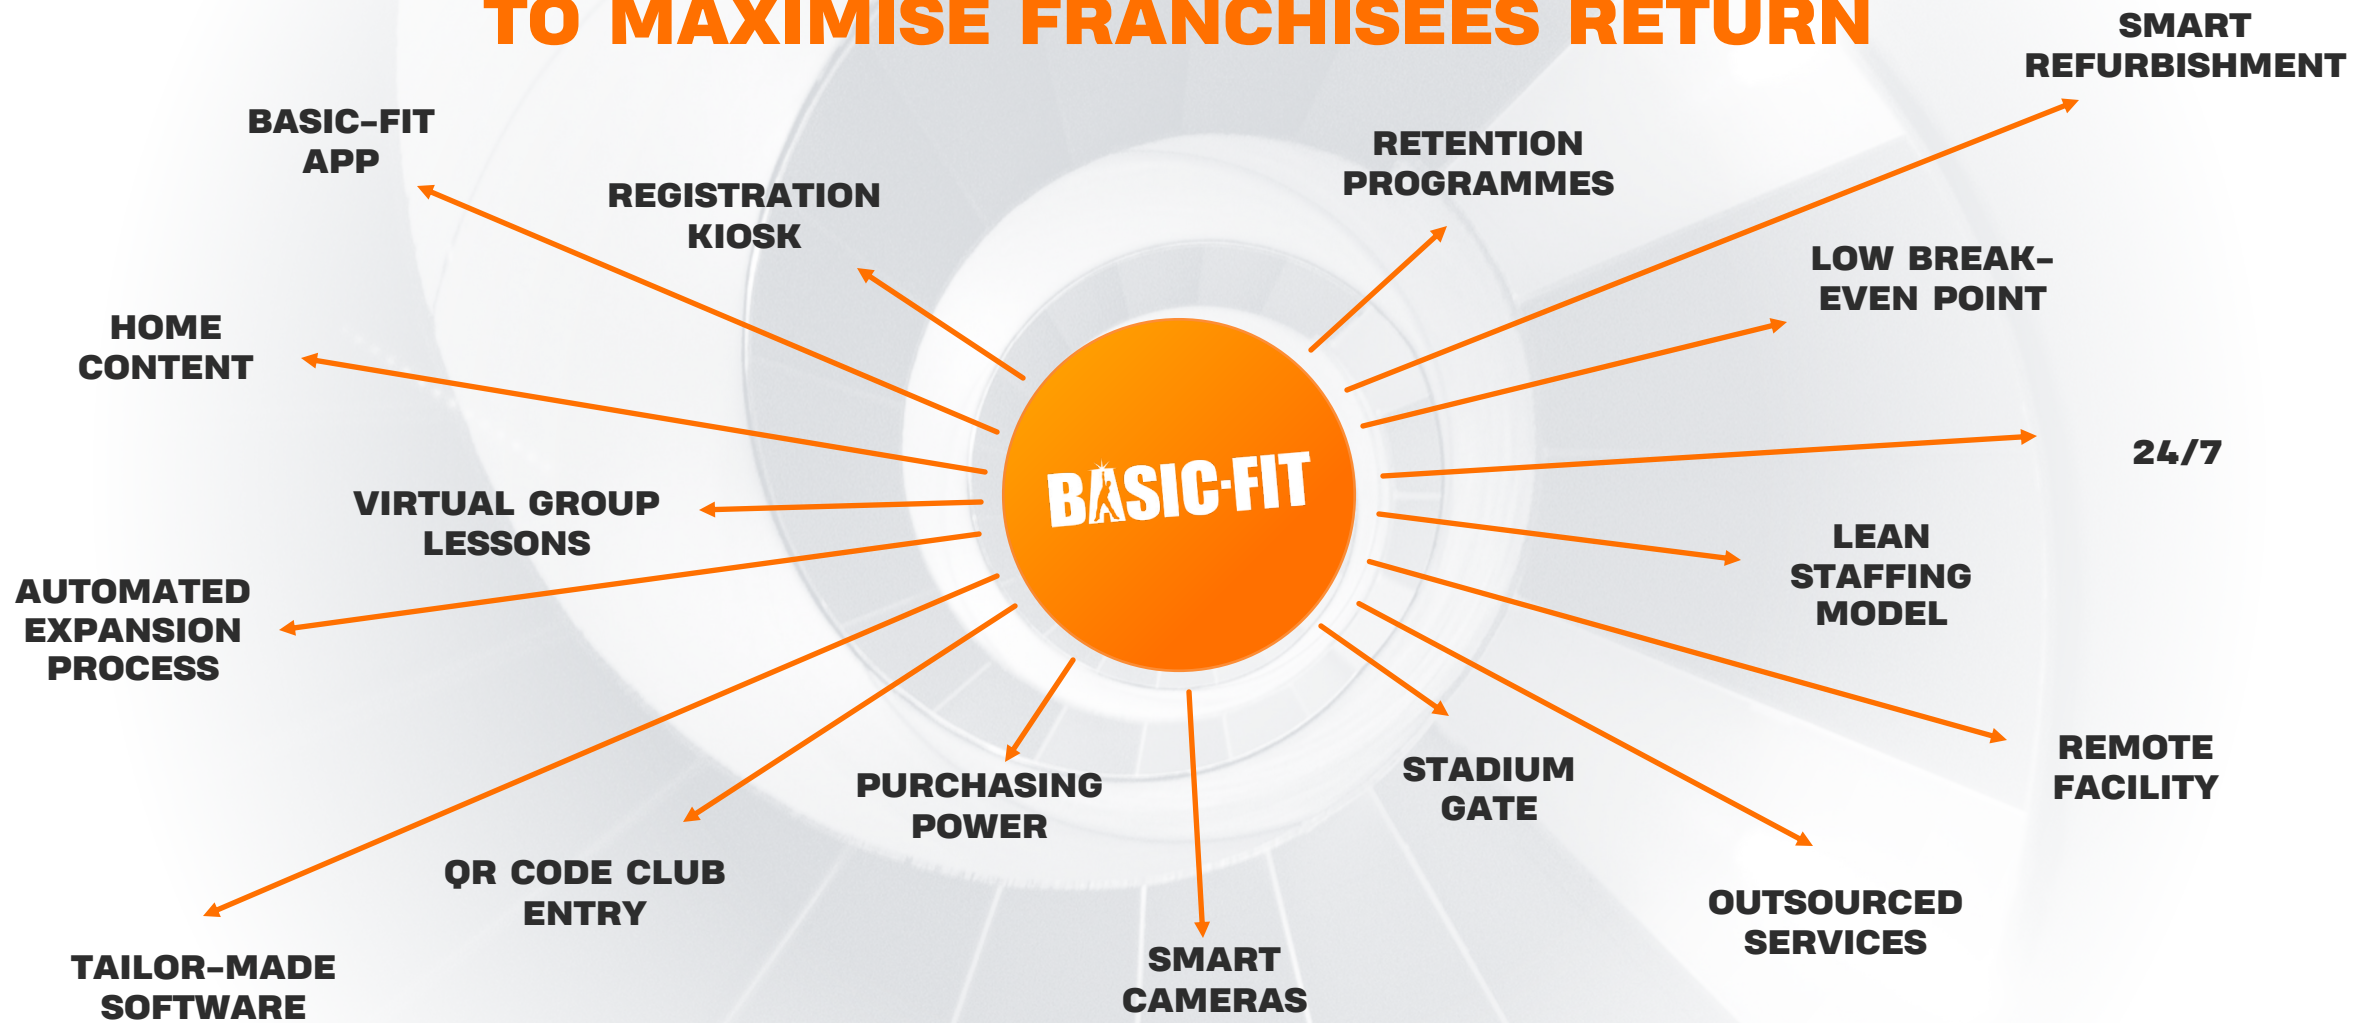 TO MAXIMISE FRANCHISEES RETURN
SMART
REFURBISHMENT
BASIC-FIT
APP
RETENTION
PROGRAMMES
REGISTRATION
KIOSK
LOW BREAK-
EVEN POINT
HOME
CONTENT
24/7
BASIC-FIT
VIRTUAL GROUP
LESSONS
LEAN
STAFFING
MODEL
AUTOMATED
EXPANSION
PROCESS
REMOTE
FACILITY
STADIUM
GATE
PURCHASING
POWER
QR CODE CLUB
ENTRY
OUTSOURCED
SERVICES
SMART
CAMERAS
TAILOR-MADE
SOFTWARE